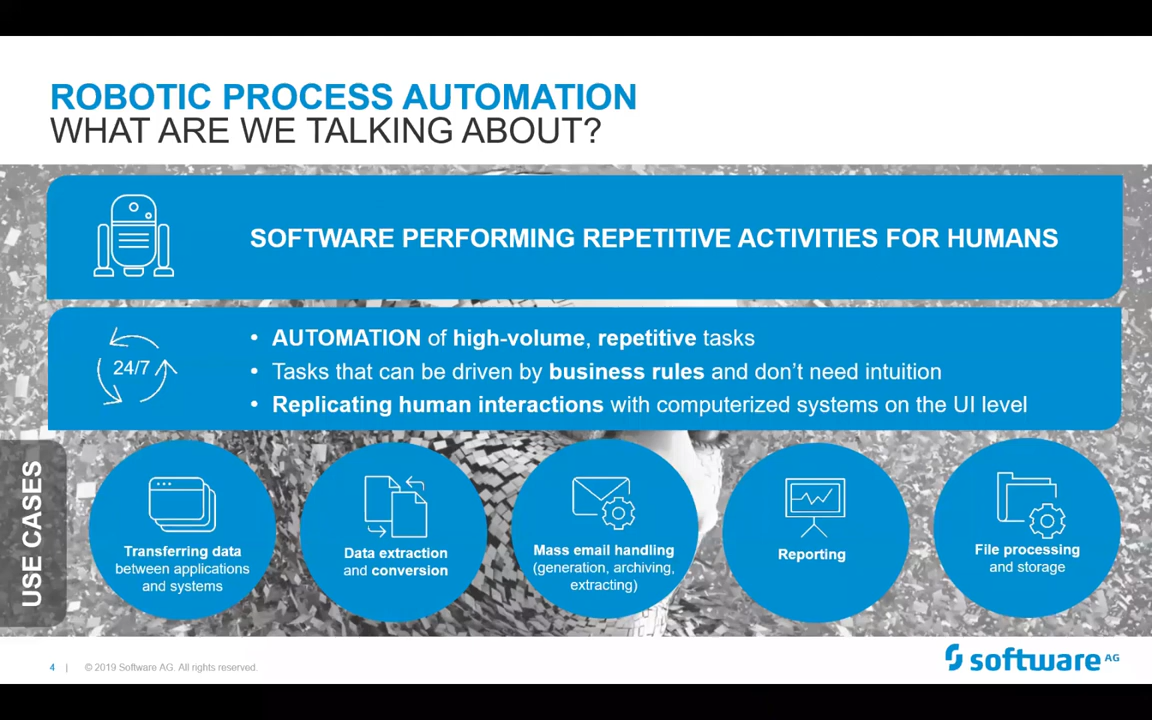 ROBOTIC PROCESS AUTOMATION
WHAT ARE WE TALKING ABOUT?
SOFTWARE PERFORMING REPETITIVE ACTIVITIES FOR HUMANS
24/7
• AUTOMATION of high-volume, repetitive tasks
• Tasks that can be driven by business rules and don’t need intuition
• Replicating human interactions with computerized systems on the UI level
USE CASES
Transferring data
between applications
and systems
Data extraction
and conversion
Mass email handling
(generation, archiving,
extracting)
Reporting
File processing
and storage
4 | © 2019 Software AG. All rights reserved.
software AG